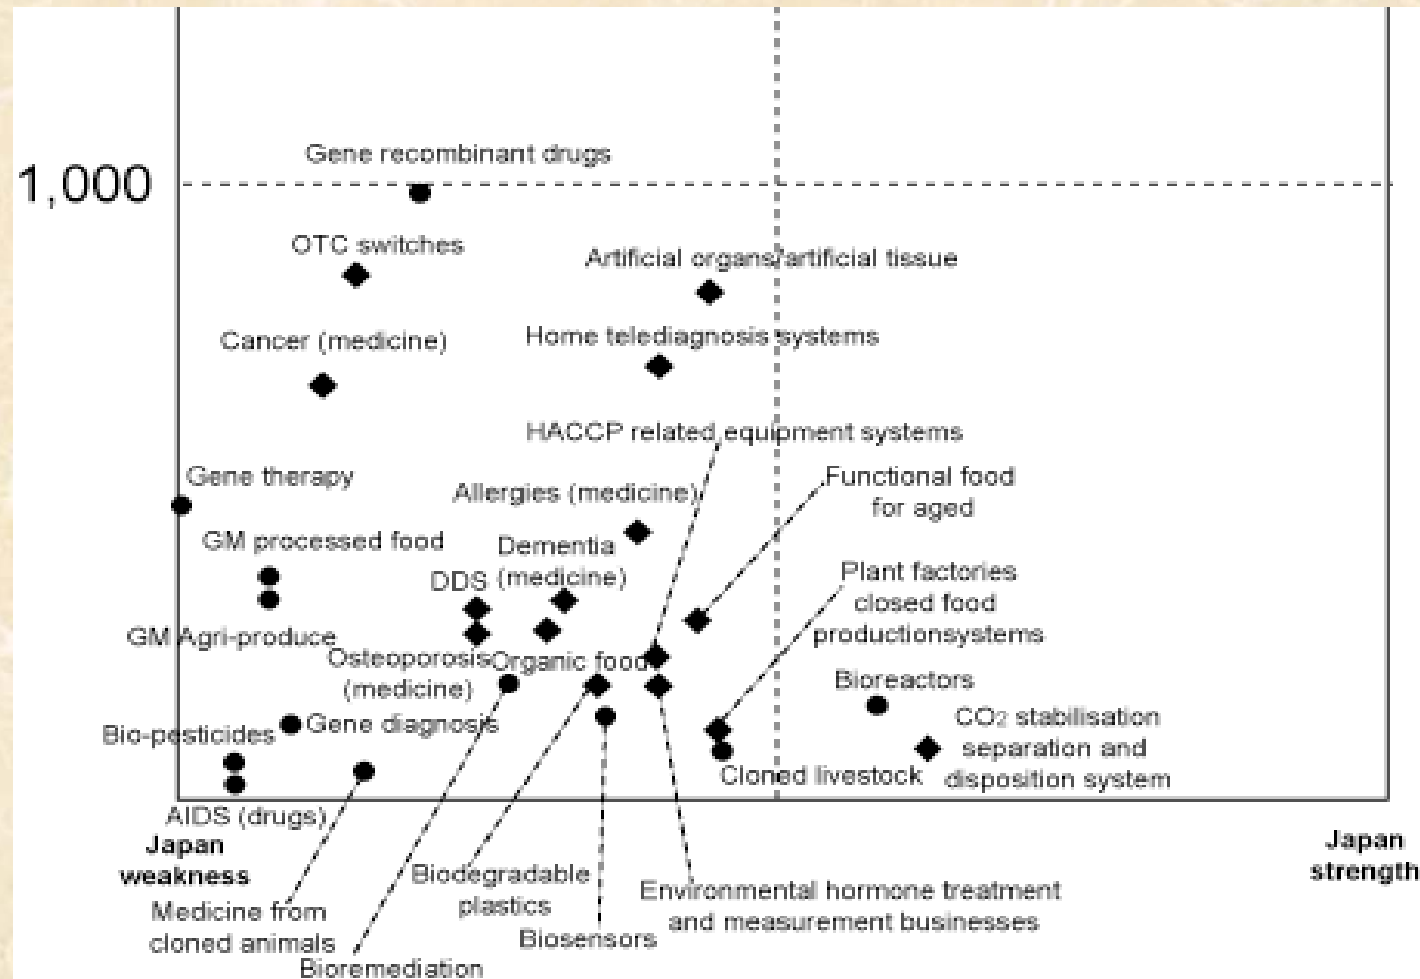 Gene recombinant drugs
1,000
OTC switches
Artificial organs/artificial tissue
Home telediagnosis systems
Cancer (medicine)
HACCP related equipment systems
Gene therapy
Allergies (medicine)
Functional food
for aged
GM processed food
Dementia
(medicine)
DDS
Plant factories
closed food
productionsystems
GM Agri-produce
Osteoporosis
(medicine)
Organic food
Bioreactors
Gene diagnosis
Bio-pesticides
CO2 stabilisation
separation and
disposition system
Cloned livestock
AIDS (drugs)
Japan
weakness
Japan
strength
Biodegradable
plastics
Environmental hormone treatment
and measurement businesses
Medicine from
cloned animals
Biosensors
Bioremediation